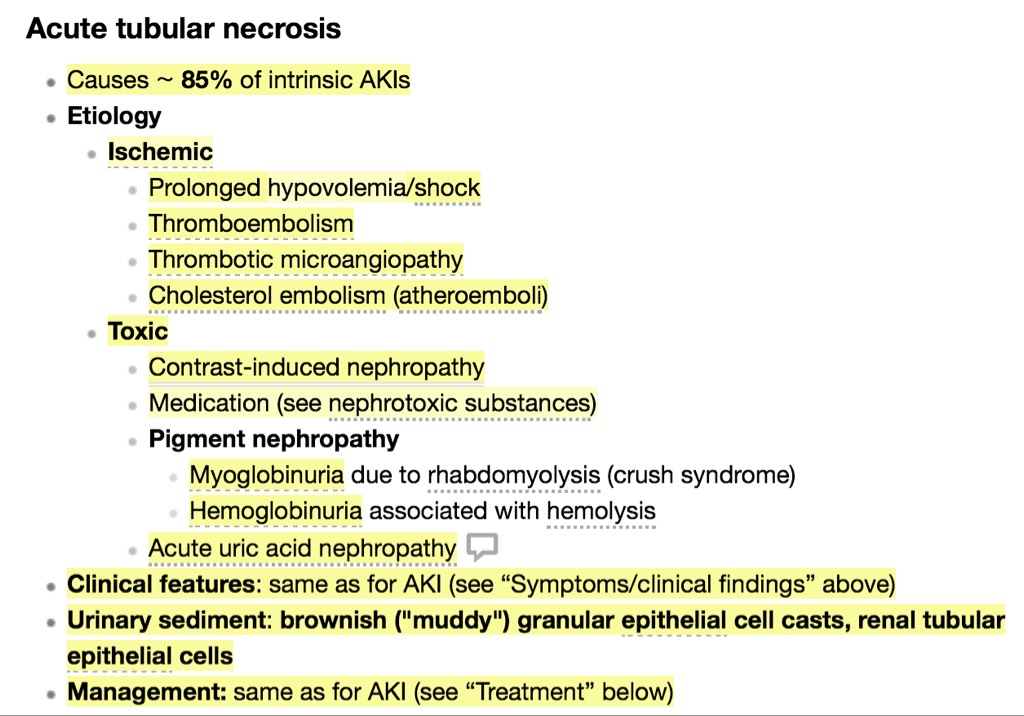 Acute tubular necrosis
Causes ~ 85% of intrinsic AKIs
Etiology
Ischemic
Prolonged hypovolemia/shock
Thromboembolism
Thrombotic microangiopathy
Cholesterol embolism (atheroemboli)
Toxic
Contrast-induced nephropathy
Medication (see nephrotoxic substances)
Pigment nephropathy
Myoglobinuria due to rhabdomyolysis (crush syndrome)
Hemoglobinuria associated with hemolysis
Acute uric acid nephropathy
Clinical features: same as for AKI (see “Symptoms/clinical findings” above)
Urinary sediment: brownish ("muddy") granular epithelial cell casts, renal tubular
epithelial cells
Management: same as for AKI (see “Treatment” below)